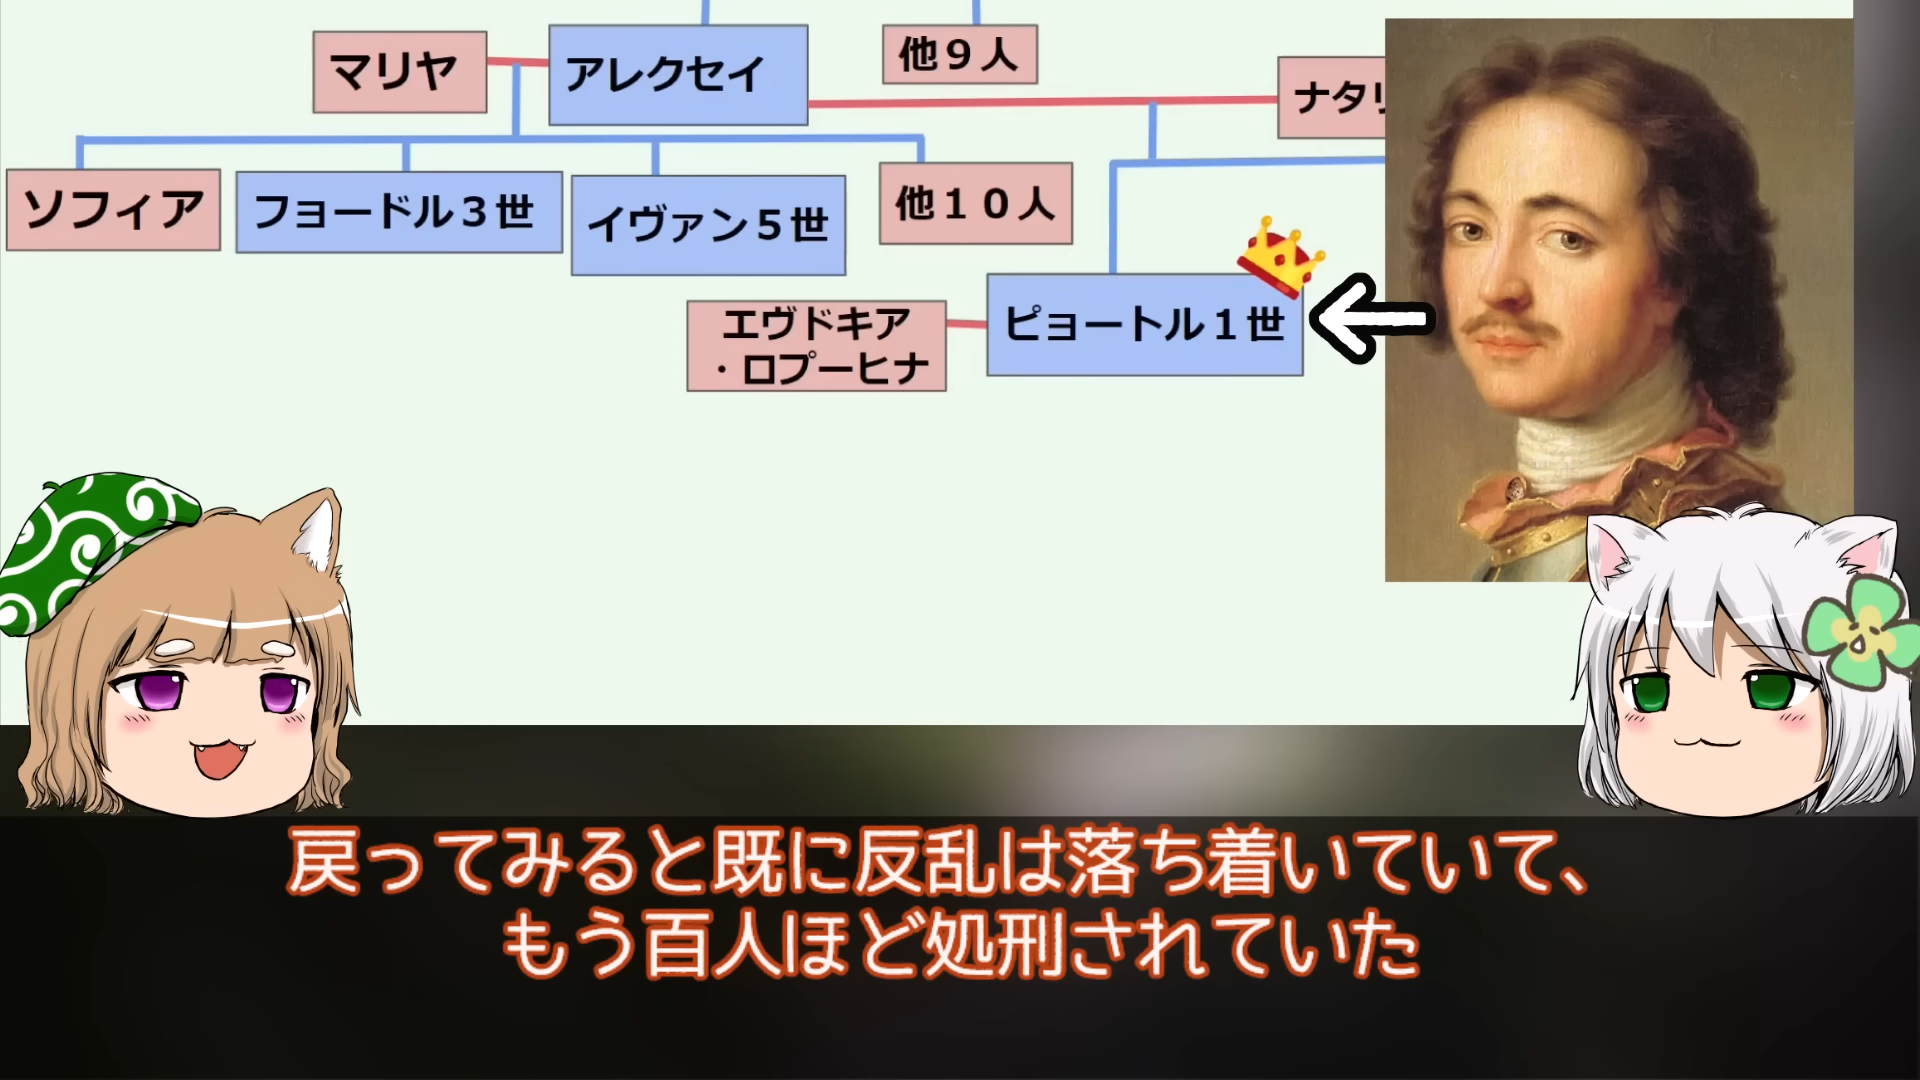 マリヤ
アレクセイ
他９人
ナタリ
ソフィア
フョードル３世
イヴァン５世
他１０人
エヴドキア
・ロプーヒナ
ピョートル１世
戻ってみると既に反乱は落ち着いていて、
もう百人ほど処刑されていた